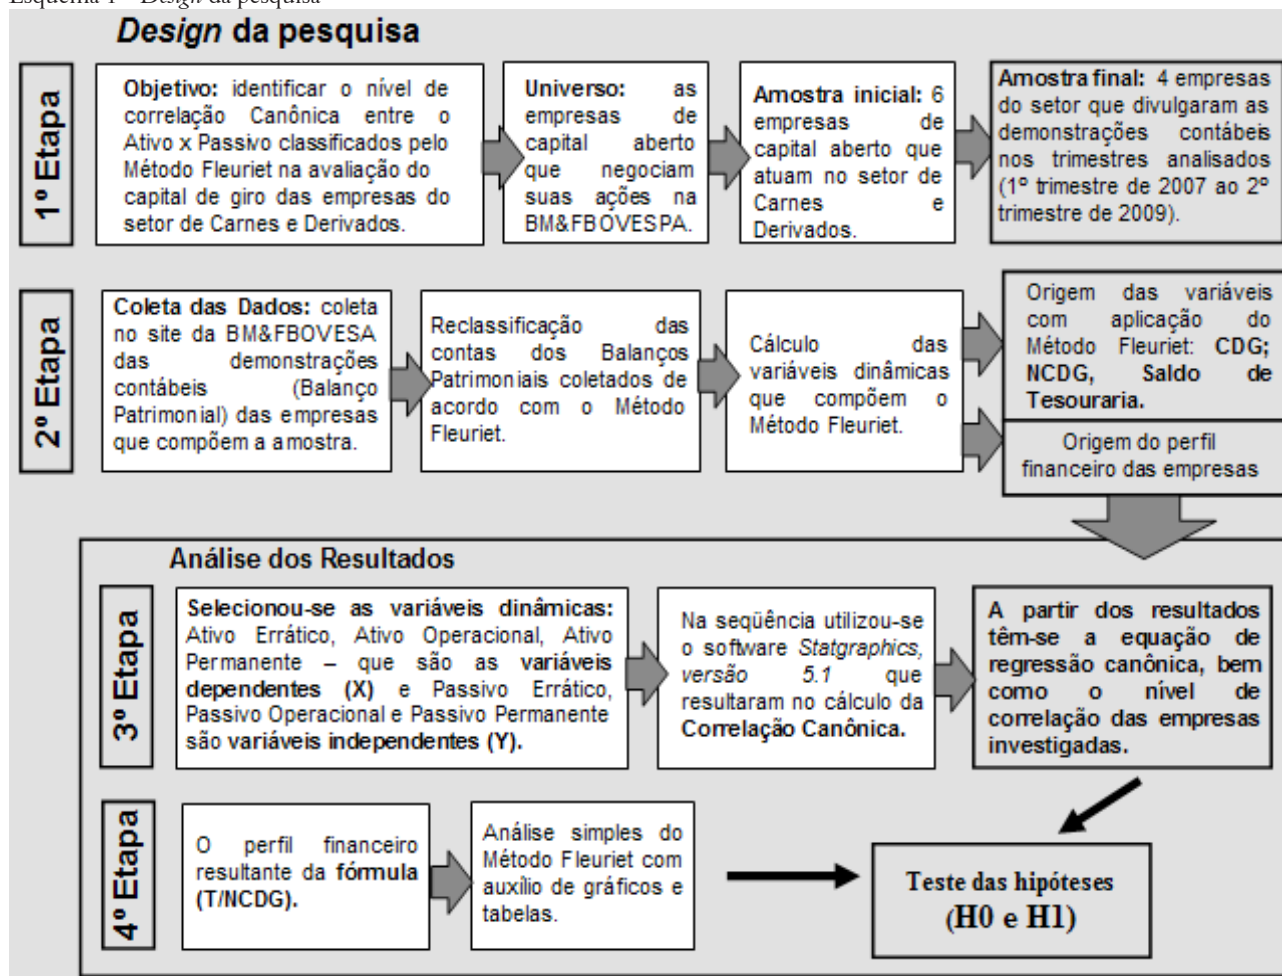 Esquema 1 – Design da pesquisa
Design da pesquisa
1º Etapa
Objetivo: identificar o nível de
correlação Canônica entre o
Ativo x Passivo classificados pelo
Método Fleuriet na avaliação do
capital de giro das empresas do
setor de Carnes e Derivados.
Universo: as
empresas de
capital aberto
que negociam
suas ações na
BM&FBOVESPA.
Amostra inicial: 6
empresas de
capital aberto que
atuam no setor de
Carnes e
Derivados.
Amostra final: 4 empresas
do setor que divulgaram as
demonstrações contábeis
nos trimestres analisados
(1º trimestre de 2007 ao 2º
trimestre de 2009).
2º Etapa
Coleta das Dados: coleta
no site da BM&FBOVESA
das demonstrações
contábeis (Balanço
Patrimonial) das empresas
que compõem a amostra.
Reclassificação das
contas dos Balanços
Patrimoniais coletados de
acordo com o Método
Fleuriet.
Cálculo das
variáveis dinâmicas
que compõem o
Método Fleuriet.
Origem das variáveis
com aplicação do
Método Fleuriet: CDG;
NCDG, Saldo de
Tesouraria.
Origem do perfil
financeiro das empresas
Análise dos Resultados
3º Etapa
Selecionou-se as variáveis dinâmicas:
Ativo Errático, Ativo Operacional, Ativo
Permanente – que são as variáveis
dependentes (X) e Passivo Errático,
Passivo Operacional e Passivo Permanente
são variáveis independentes (Y).
Na seqüência utilizou-se
o software Statgraphics,
versão 5.1 que
resultaram no cálculo da
Correlação Canônica.
A partir dos resultados
têm-se a equação de
regressão canônica, bem
como o nível de
correlação das empresas
investigadas.
4º Etapa
O perfil financeiro
resultante da fórmula
(T/NCDG).
Análise simples do
Método Fleuriet com
auxílio de gráficos e
tabelas.
Teste das hipóteses
(H0 e H1)